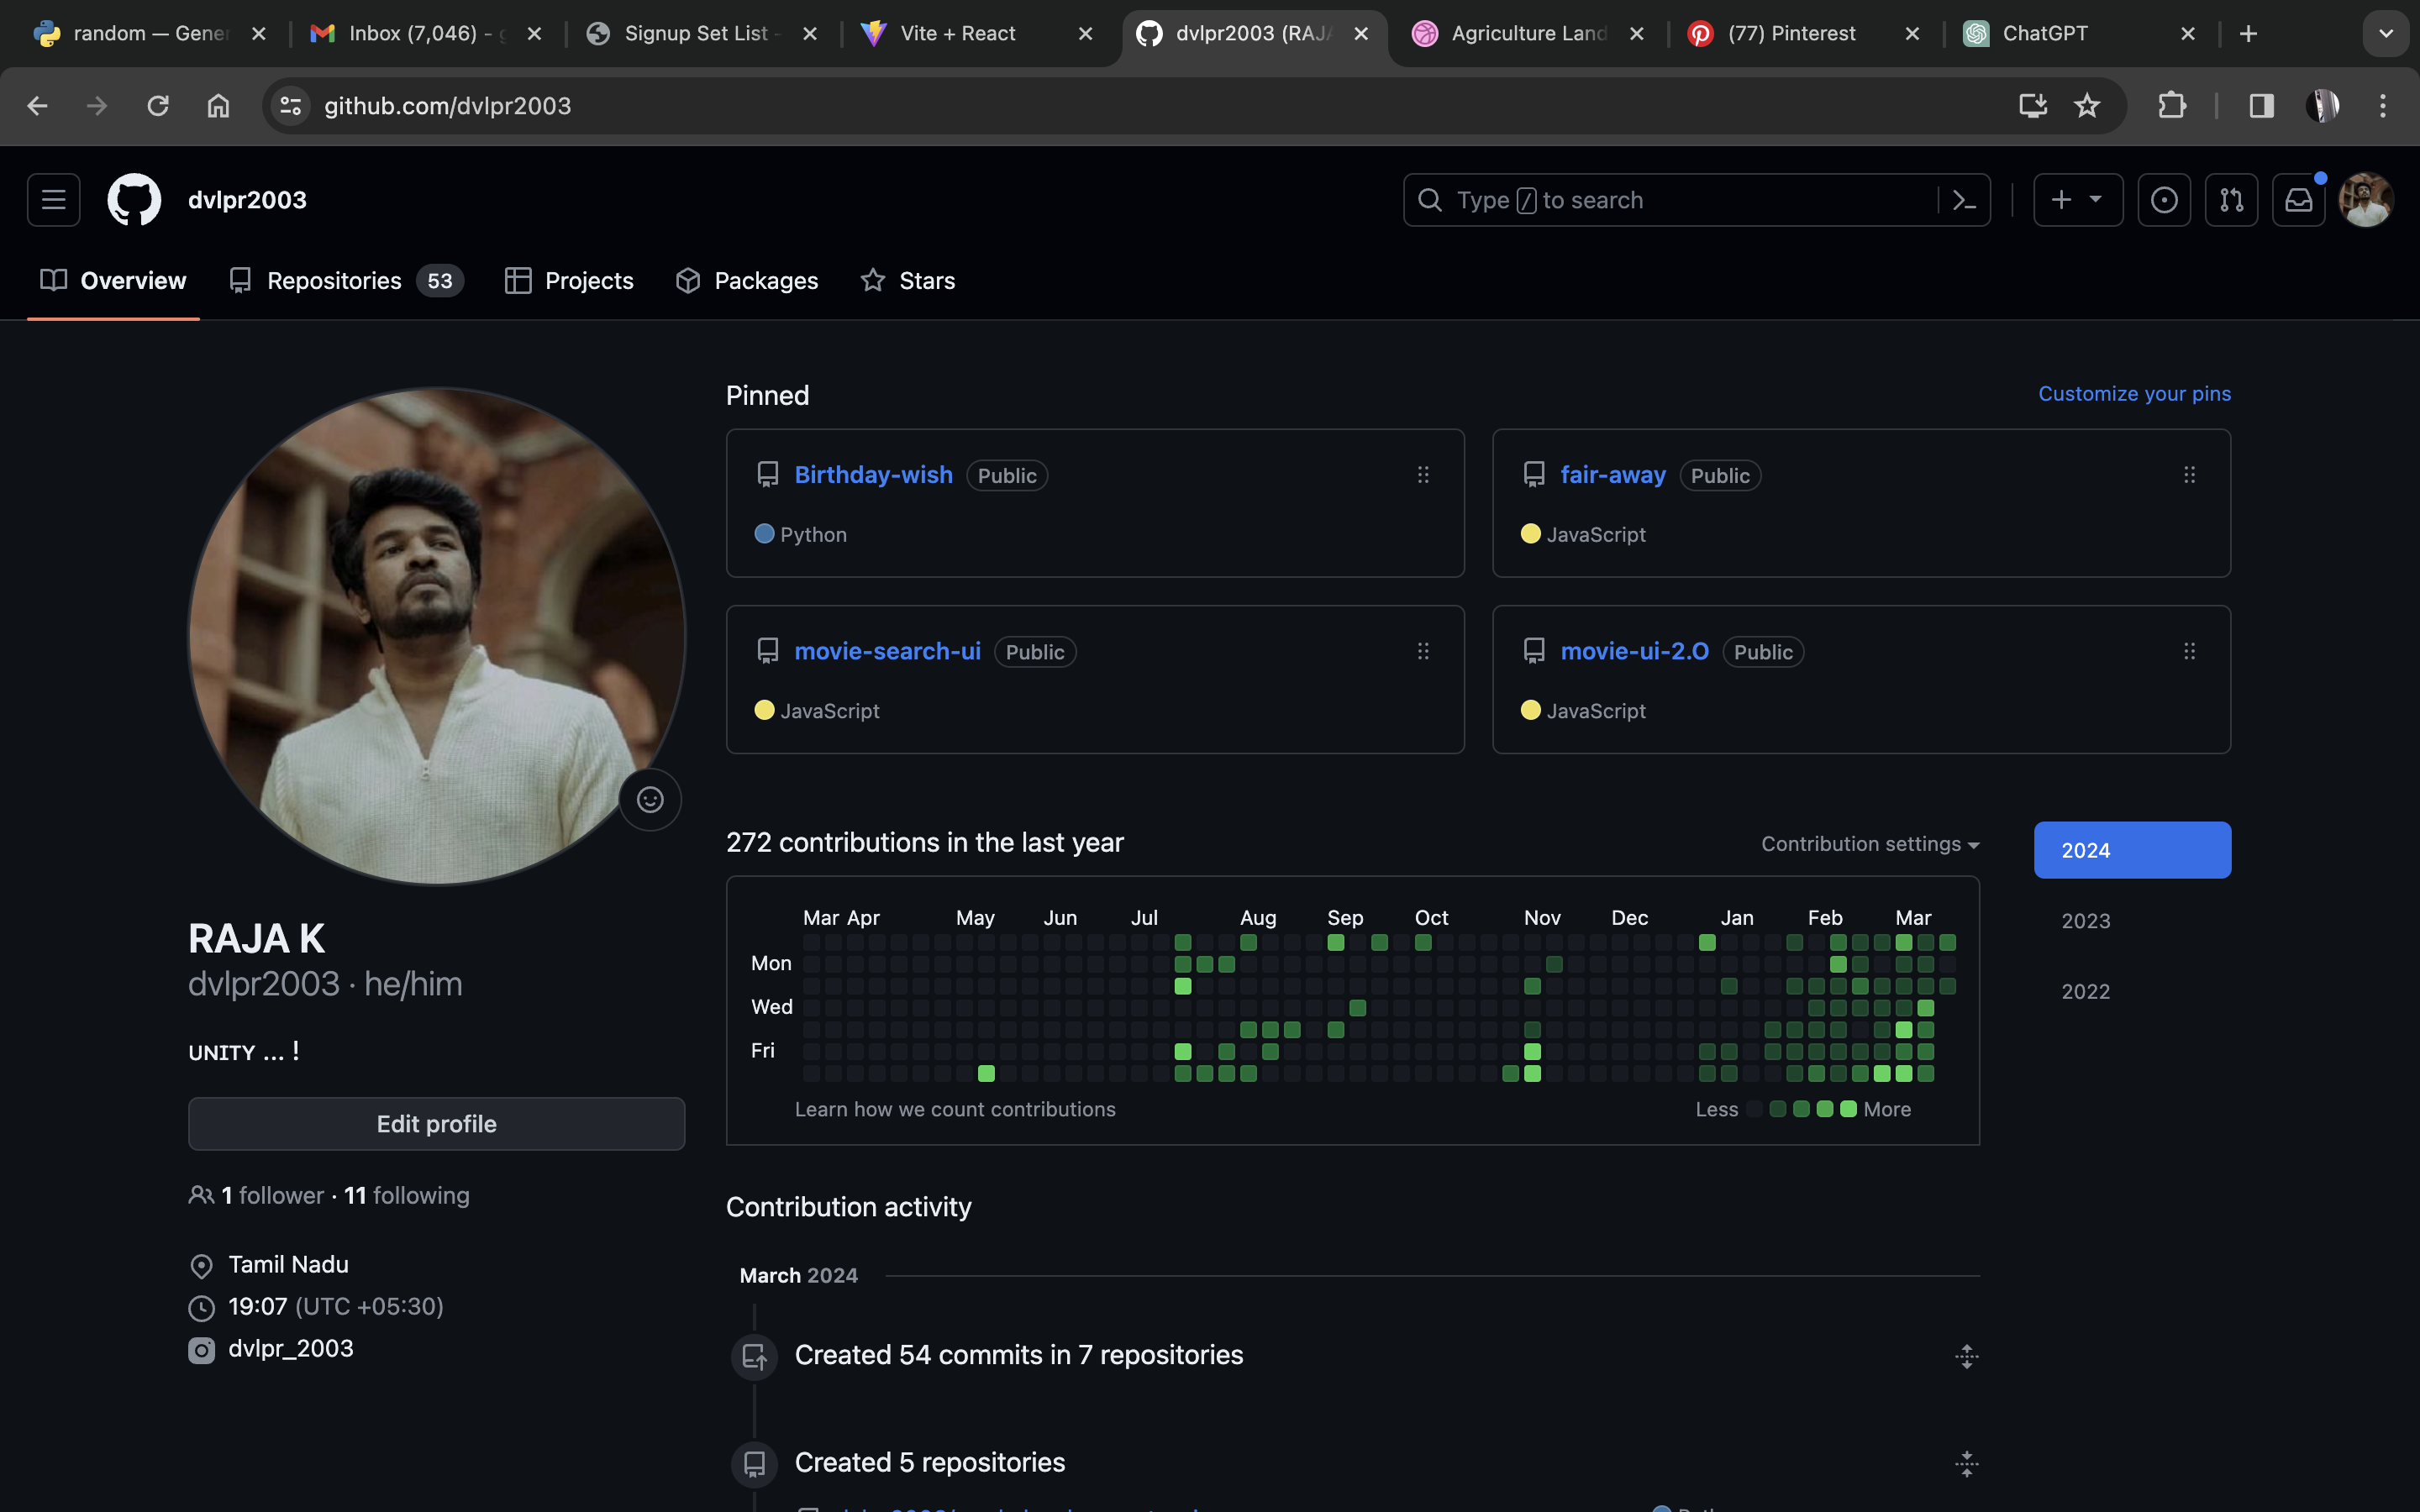 random — Gener
Inbox (7,046) - g
Signup Set List -
Vite + React
dvlpr2003 (RAJA
Agriculture Land
(77) Pinterest
ChatGPT
github.com/dvlpr2003
dvlpr2003
Type / to search
Overview
Repositories 53
Projects
Packages
Stars
Pinned
Customize your pins
Birthday-wish Public
Python
fair-away Public
JavaScript
movie-search-ui Public
JavaScript
movie-ui-2.O Public
JavaScript
RAJA K
dvlpr2003 · he/him
UNITY ... !
Edit profile
1 follower · 11 following
Tamil Nadu
19:07 (UTC +05:30)
dvlpr_2003
272 contributions in the last year
Contribution settings
2024
2023
2022
Mar Apr May Jun Jul Aug Sep Oct Nov Dec Jan Feb Mar
Mon
Wed
Fri
Learn how we count contributions
Less More
Contribution activity
March 2024
Created 54 commits in 7 repositories
Created 5 repositories